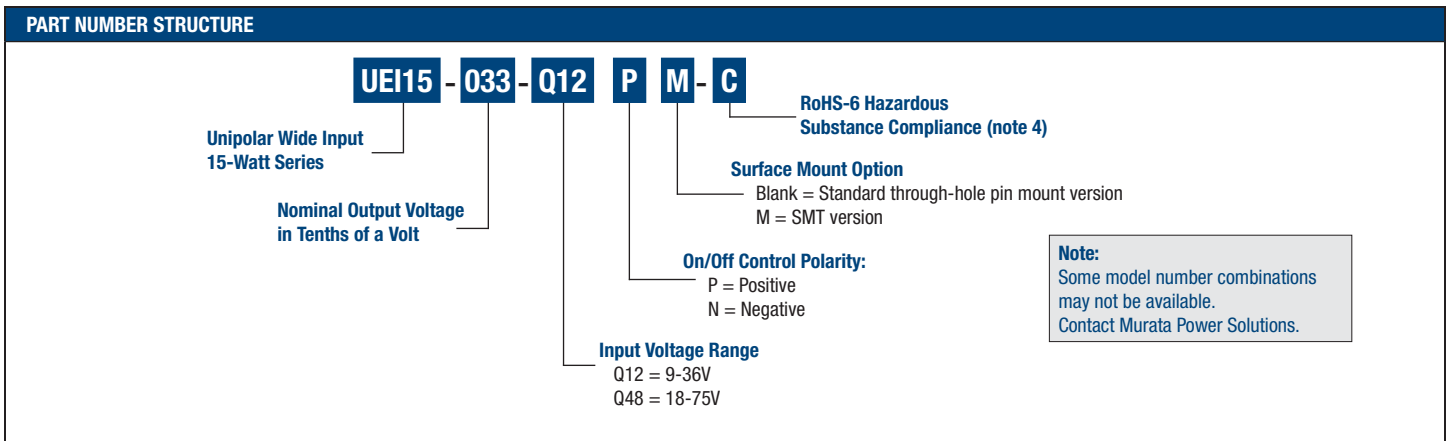 PART NUMBER STRUCTURE
UEI15 - 033 - Q12 P M - C
RoHS-6 Hazardous
Substance Compliance (note 4)
Unipolar Wide Input
15-Watt Series
Surface Mount Option
Blank = Standard through-hole pin mount version
M = SMT version
Nominal Output Voltage
in Tenths of a Volt
On/Off Control Polarity:
P = Positive
N = Negative
Note:
Some model number combinations
may not be available.
Contact Murata Power Solutions.
Input Voltage Range
Q12 = 9-36V
Q48 = 18-75V